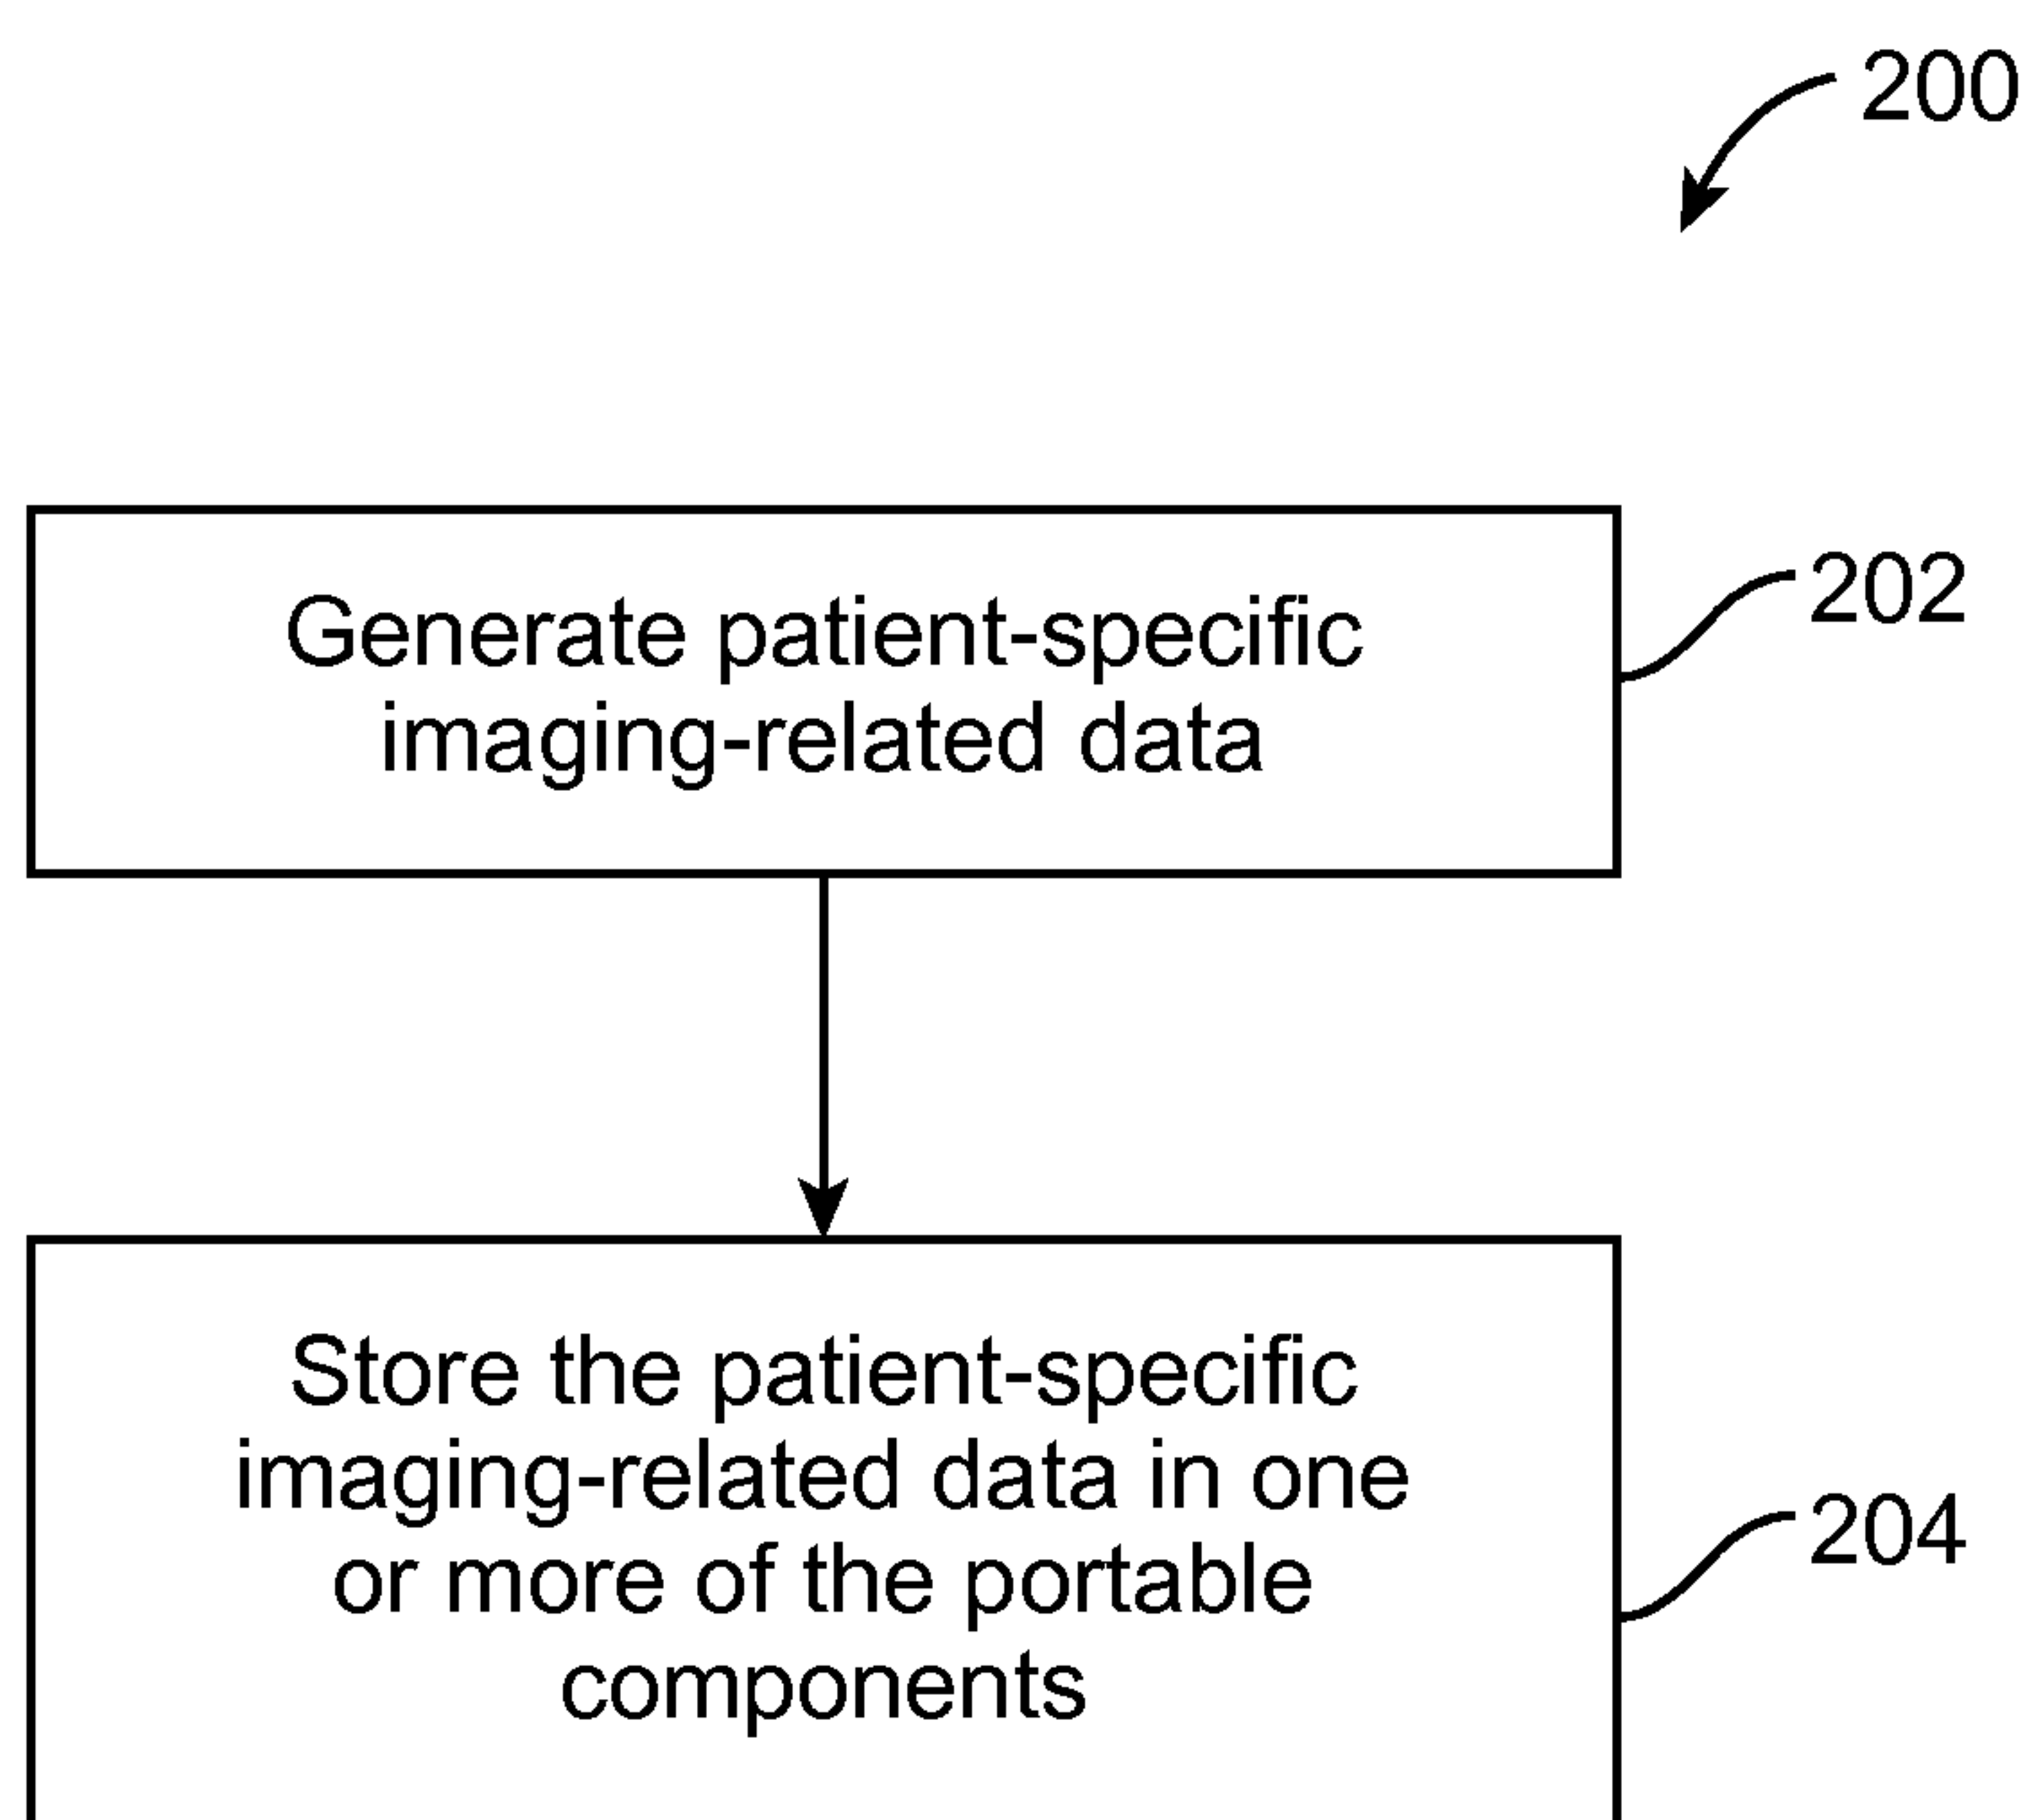 200
Generate patient-specific
imaging-related data
202
Store the patient-specific
imaging-related data in one
or more of the portable
components
204